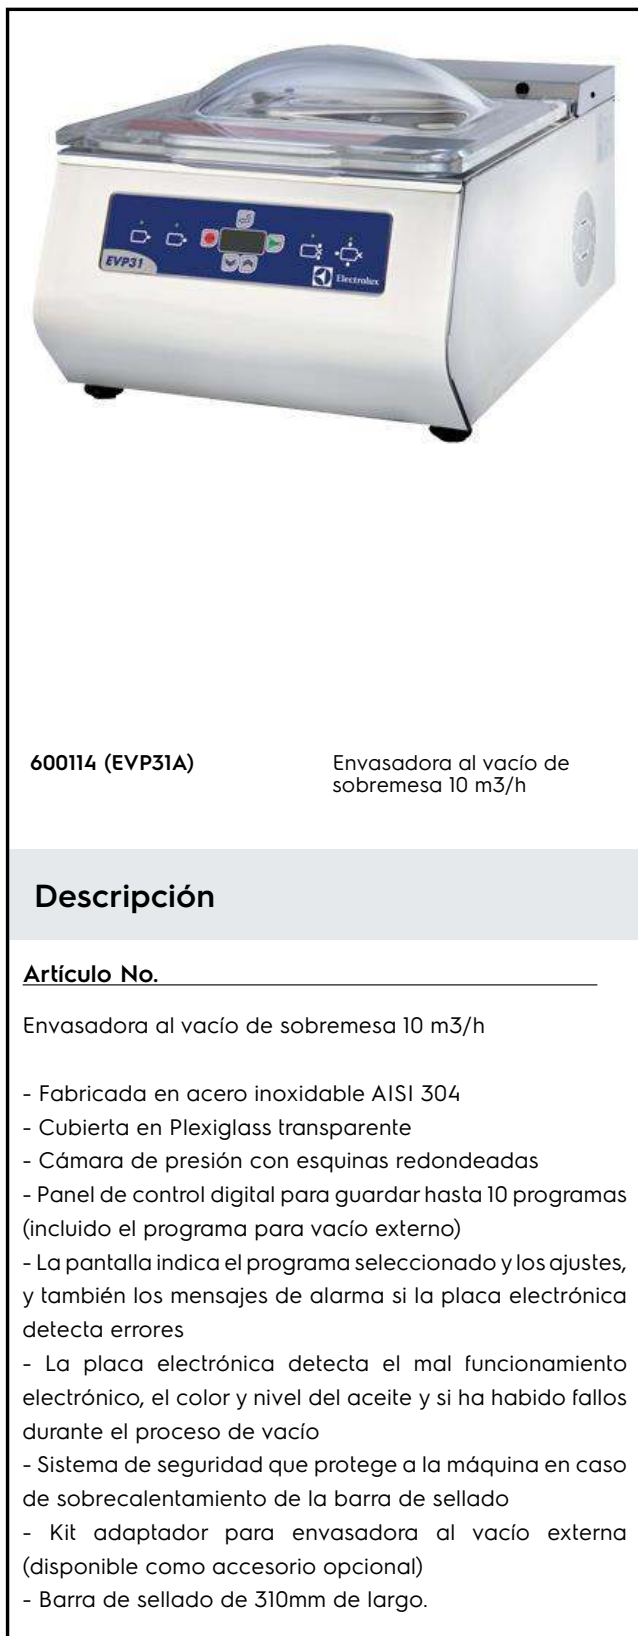 EVP31
Electrolux
600114 (EVP31A)
Envasadora al vacío de
sobremesa 10 m3/h
Descripción
Artículo No.
Envasadora al vacío de sobremesa 10 m3/h
- Fabricada en acero inoxidable AISI 304
- Cubierta en Plexiglass transparente
- Cámara de presión con esquinas redondeadas
- Panel de control digital para guardar hasta 10 programas
(incluido el programa para vacío externo)
- La pantalla indica el programa seleccionado y los ajustes,
y también los mensajes de alarma si la placa electrónica
detecta errores
- La placa electrónica detecta el mal funcionamiento
electrónico, el color y nivel del aceite y si ha habido fallos
durante el proceso de vacío
- Sistema de seguridad que protege a la máquina en caso
de sobrecalentamiento de la barra de sellado
- Kit adaptador para envasadora al vacío externa
(disponible como accesorio opcional)
- Barra de sellado de 310mm de largo.